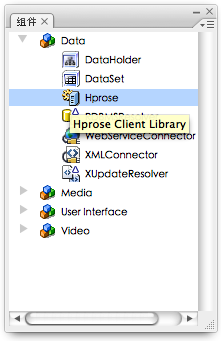 组件
Data
DataHolder
DataSet
Hprose
Hprose Client Library
WebServiceConnector
XMLConnector
XUpdateResolver
Media
User Interface
Video